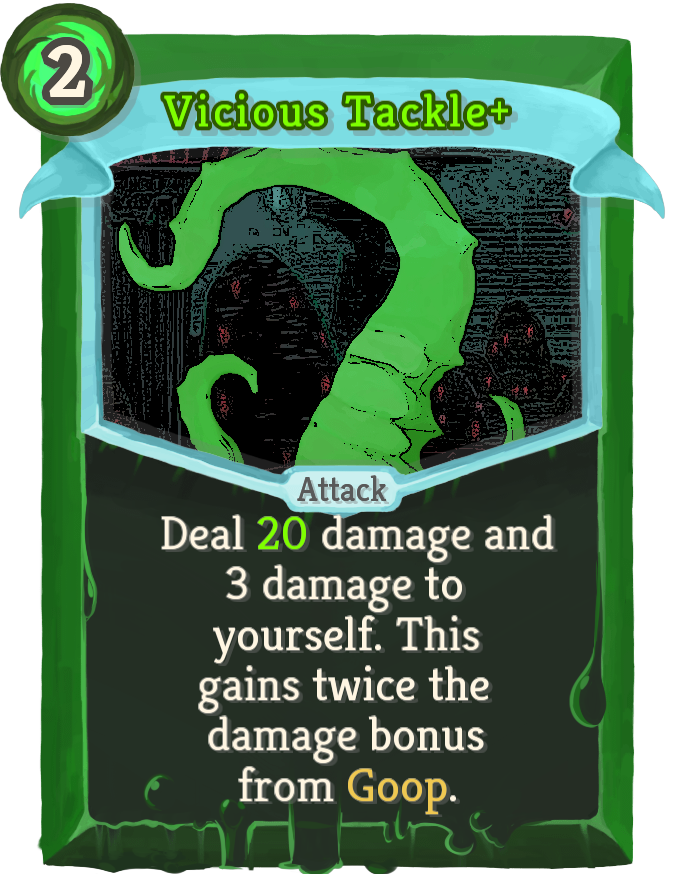 2
Vicious Tackle+
Attack
Deal 20 damage and
3 damage to
yourself. This
gains twice the
damage bonus
from Goop.